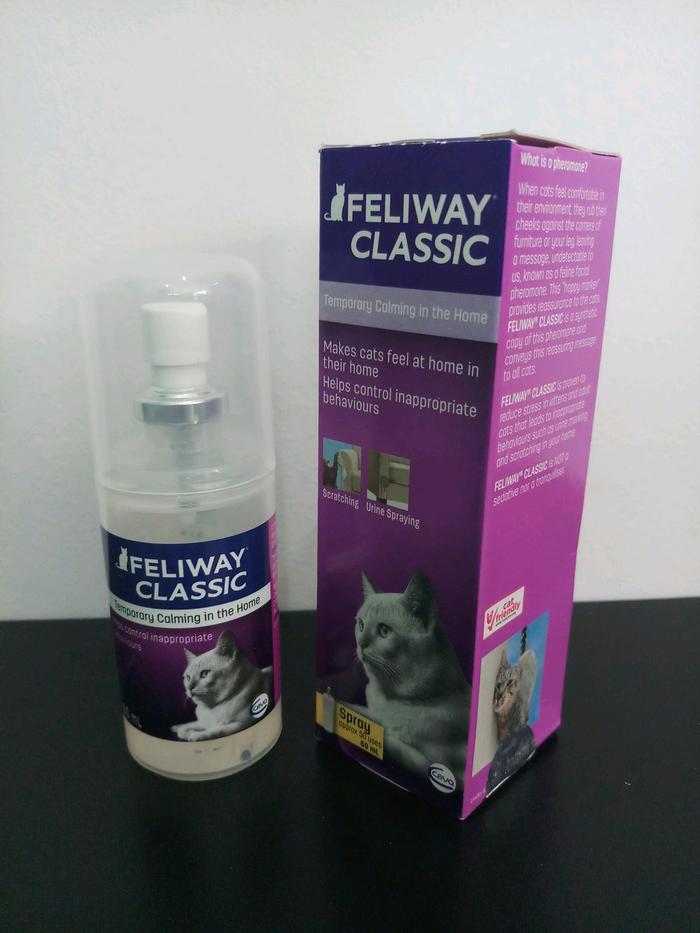 FELIWAY
CLASSIC
Temporary Calming in the Home
control inappropriate
mL
Ceva
FELIWAY®
CLASSIC
Temporary Calming in the Home
Makes cats feel at home in
their home
Helps control inappropriate
behaviours
Scratching
Urine Spraying
Spray
approx 50 uses
60 mL
Ceva
What is a pheromone?
When cats feel comfortable in
their environment, they rub their
cheeks against the corners of
furniture or your leg, leaving
a message, undetectable to
us, known as a feline facial
pheromone. This "happy marker"
provides reassurance to the cats.
FELIWAY® CLASSIC is a synthetic
copy of this pheromone and
conveys this reassuring message
to all cats.
FELIWAY® CLASSIC is proven to
reduce stress in kittens and adult
cats that leads to inappropriate
behaviours such as urine marking
and scratching in your home.
FELIWAY® CLASSIC is NOT a
sedative nor a tranquiliser.
cat
friendly